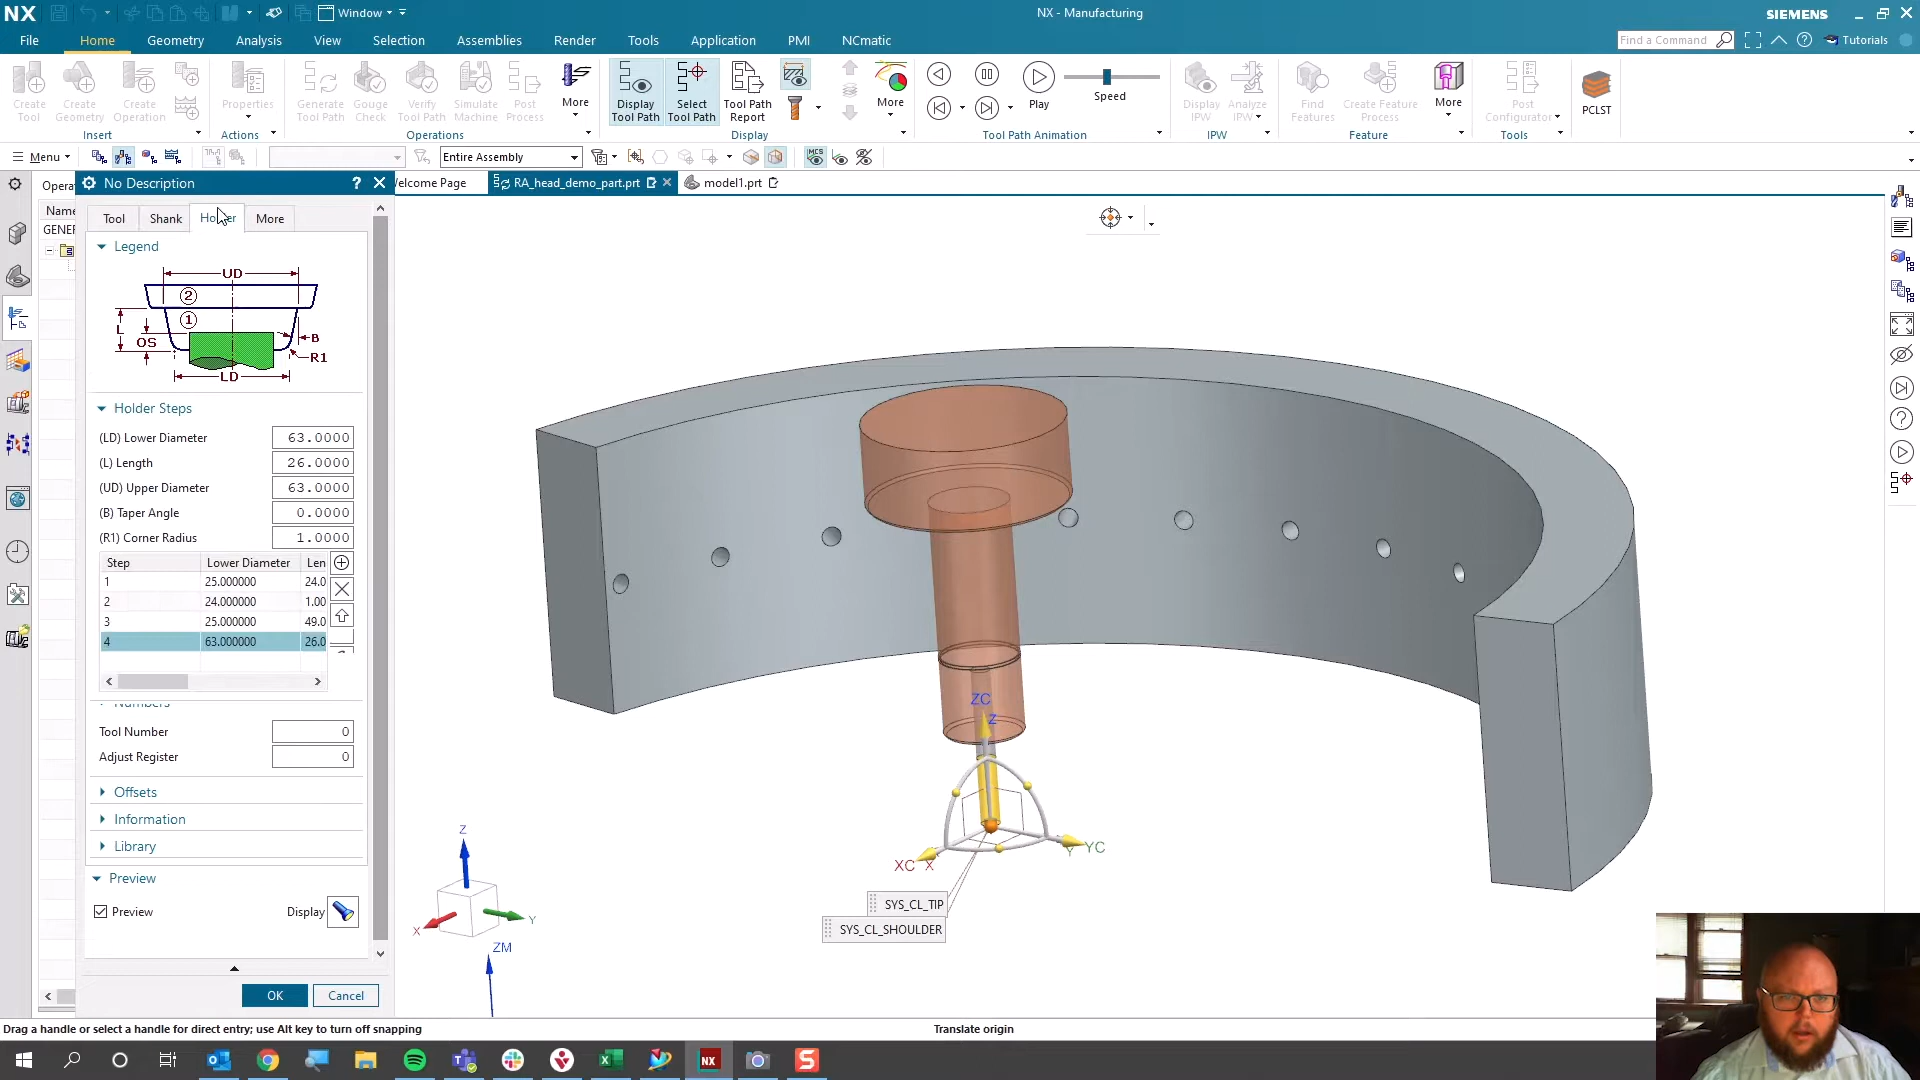 NX
Window
NX - Manufacturing
SIEMENS
File
Home
Geometry
Analysis
View
Selection
Assemblies
Render
Tools
Application
PMI
NCmatic
Find a Command
Tutorials
Create Tool
Create Geometry
Create Operation
Properties
Generate Tool Path
Gouge Check
Verify Tool Path
Simulate Machine
Post Process
More
Display Tool Path
Select Tool Path
Tool Path Report
More
Play
Speed
Display IPW
Analyze IPW
Find Features
Create Feature Process
More
Post Configurator
PCLST
Insert
Actions
Operations
Display
Tool Path Animation
IPW
Feature
Tools
Menu
Entire Assembly
MCS
Opera
No Description
elcome Page
RA_head_demo_part.prt
model1.prt
Name
GENER
Tool
Shank
Holder
More
Legend
UD
2
1
L
OS
B
R1
LD
Holder Steps
(LD) Lower Diameter 63.0000
(L) Length 26.0000
(UD) Upper Diameter 63.0000
(B) Taper Angle 0.0000
(R1) Corner Radius 1.0000
Step Lower Diameter Len
1 25.000000 24.0
2 24.000000 1.00
3 25.000000 49.0
4 63.000000 26.0
Numbers
Tool Number 0
Adjust Register 0
Offsets
Information
Library
Preview
Preview Display
OK Cancel
ZC
Z
XC X
Y YC
SYS_CL_TIP
SYS_CL_SHOULDER
Z
X
Y
ZM
Drag a handle or select a handle for direct entry; use Alt key to turn off snapping
Translate origin
NX
S